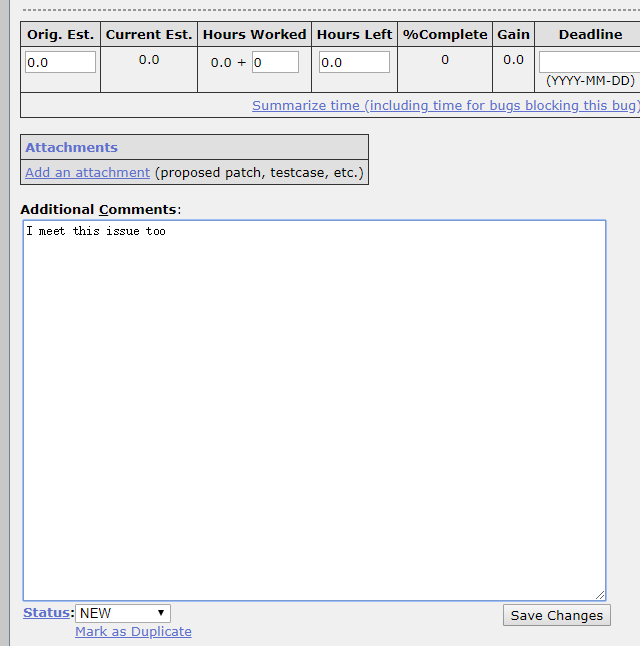 Orig. Est. Current Est. Hours Worked Hours Left %Complete Gain Deadline
0.0 0.0 0.0 + 0 0.0 0 0.0
(YYYY-MM-DD)
Summarize time (including time for bugs blocking this bug)
Attachments
Add an attachment (proposed patch, testcase, etc.)
Additional Comments:
I meet this issue too
Status: NEW Save Changes
Mark as Duplicate